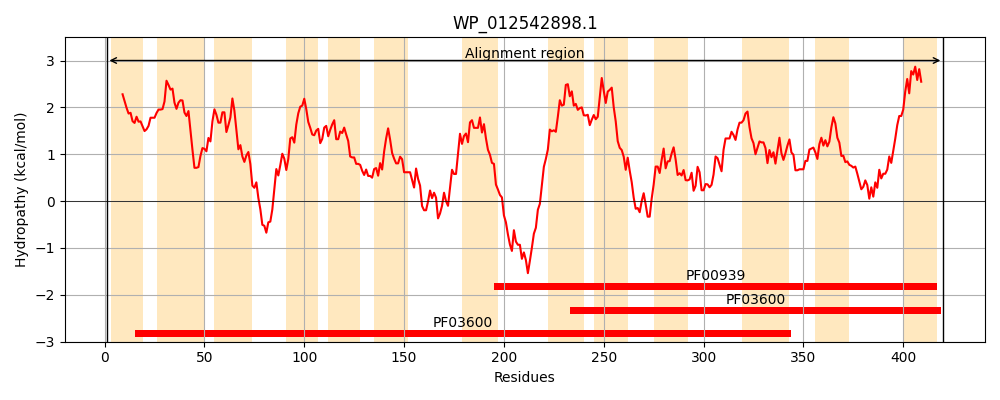 WP_012542898.1
Alignment region
Hydropathy (kcal/mol)
3
2
1
0
−1
−2
−3
PF00939
PF03600
PF03600
0 50 100 150 200 250 300 350 400
Residues